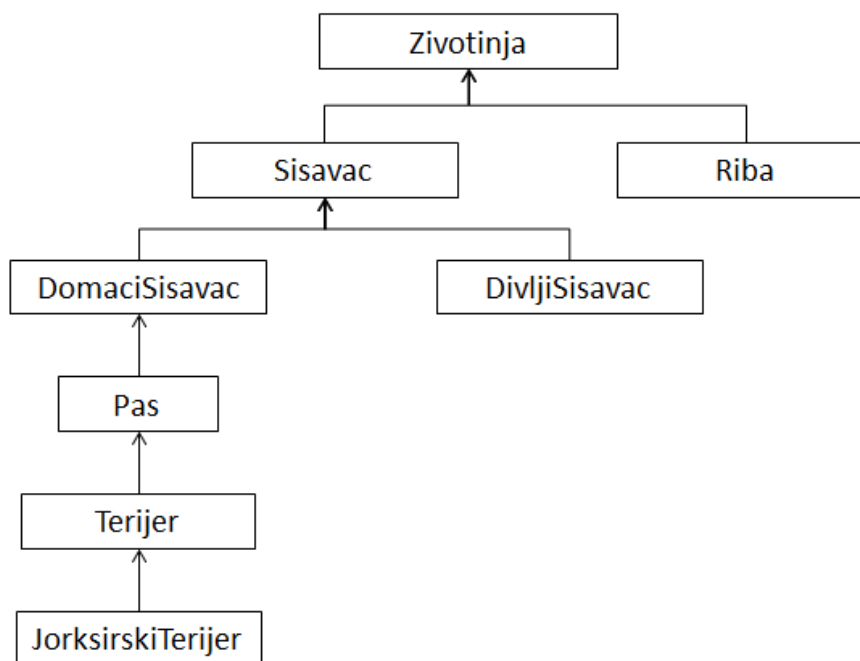 Zivotinja
Sisavac
Riba
DomaciSisavac
DivljiSisavac
Pas
Terijer
JorksirskiTerijer